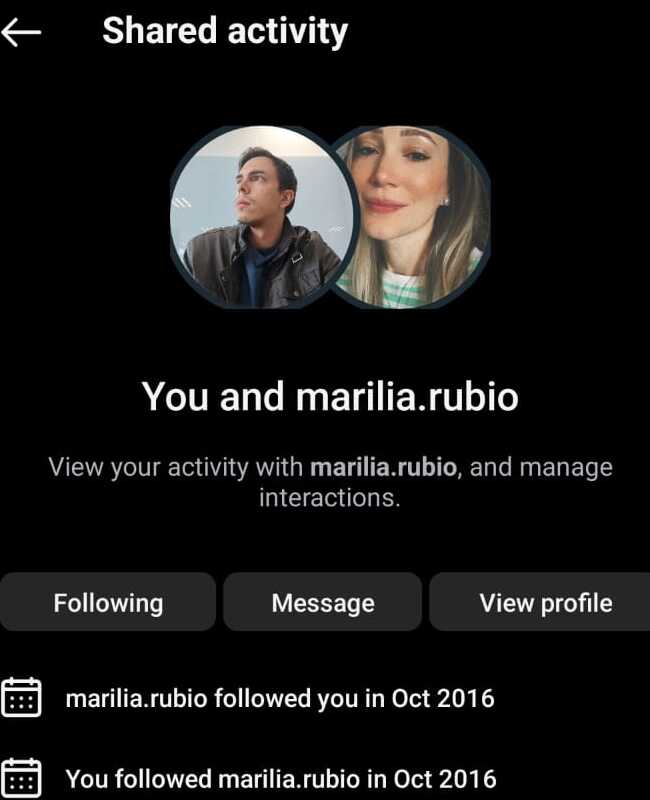 Shared activity
You and marilia.rubio
View your activity with marilia.rubio, and manage
interactions.
Following
Message
View profile
marilia.rubio followed you in Oct 2016
You followed marilia.rubio in Oct 2016